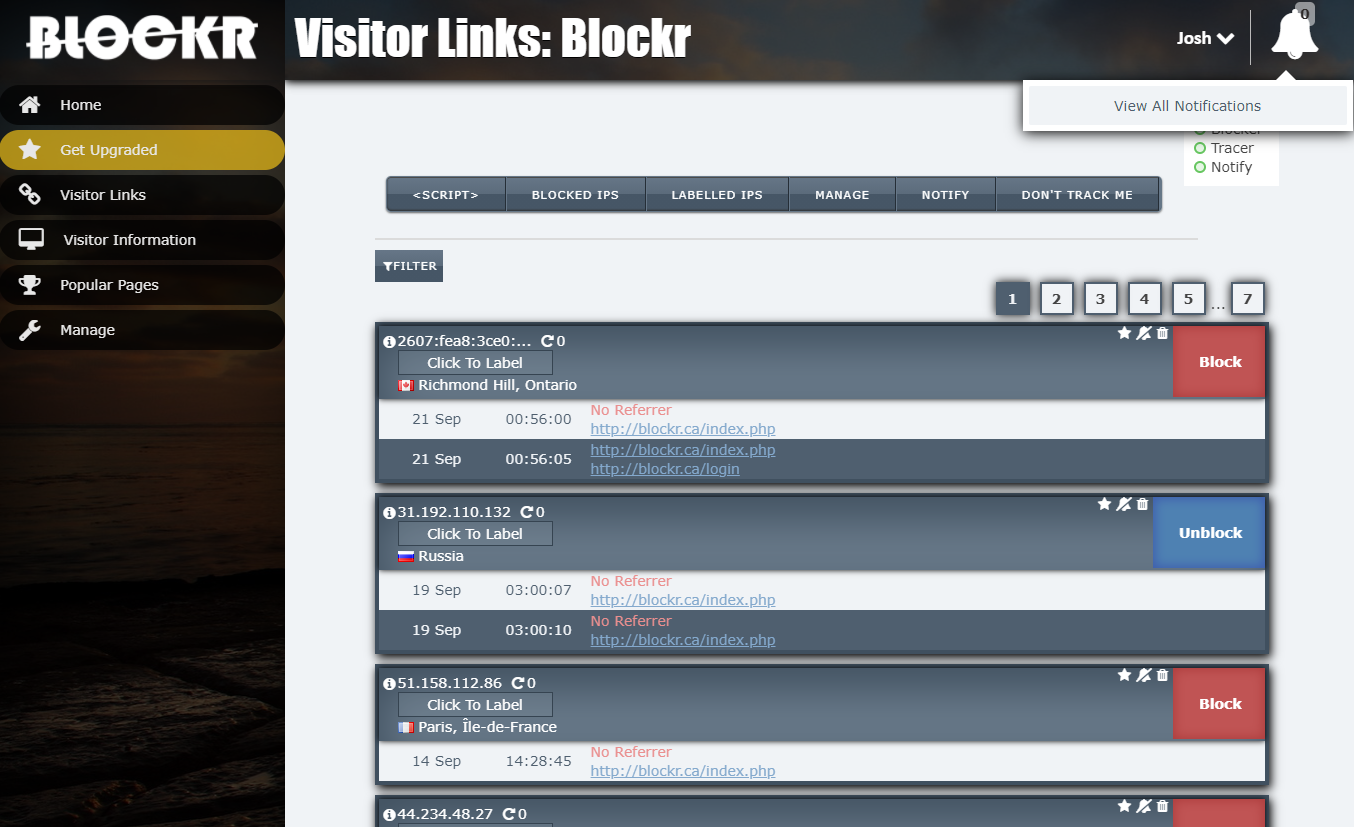 BLOCKR
Visitor Links: Blockr
Josh
0
View All Notifications
Home
Get Upgraded
Visitor Links
Visitor Information
Popular Pages
Manage
Blocker
Tracer
Notify
<SCRIPT>
BLOCKED IPS
LABELLED IPS
MANAGE
NOTIFY
DON'T TRACK ME
FILTER
1 2 3 4 5 ... 7
2607:fea8:3ce0:... 0
Click To Label
Richmond Hill, Ontario
Block
21 Sep 00:56:00 No Referrer
http://blockr.ca/index.php
21 Sep 00:56:05 http://blockr.ca/index.php
http://blockr.ca/login
31.192.110.132 0
Click To Label
Russia
Unblock
19 Sep 03:00:07 No Referrer
http://blockr.ca/index.php
19 Sep 03:00:10 No Referrer
http://blockr.ca/index.php
51.158.112.86 0
Click To Label
Paris, Île-de-France
Block
14 Sep 14:28:45 No Referrer
http://blockr.ca/index.php
44.234.48.27 0